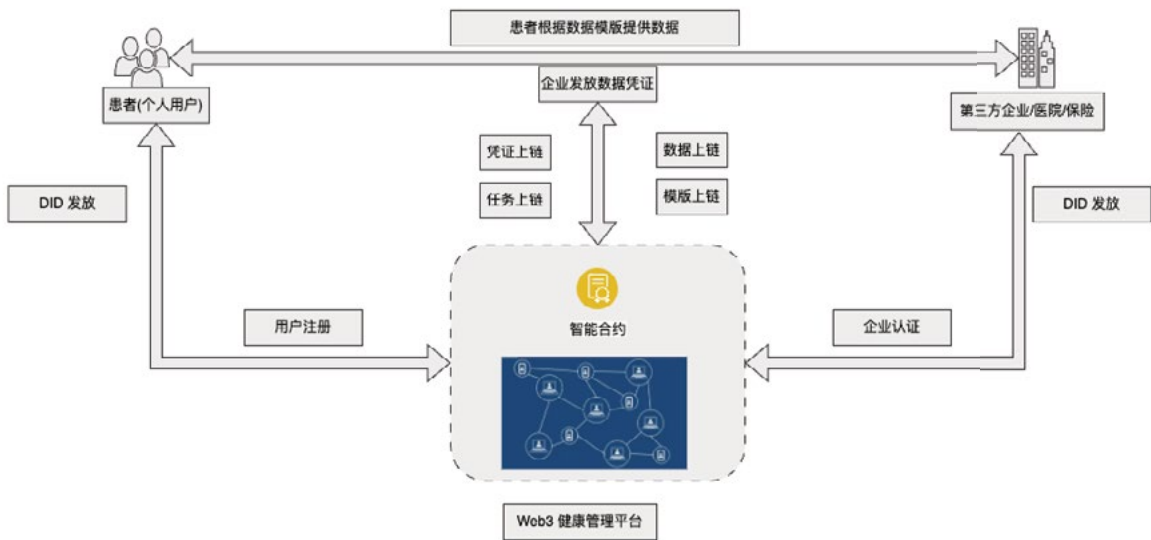 患者根据数据模版提供数据
企业发放数据凭证
患者(个人用户)
第三方企业/医院/保险
凭证上链
数据上链
任务上链
模版上链
DID 发放
DID 发放
用户注册
智能合约
企业认证
Web3 健康管理平台